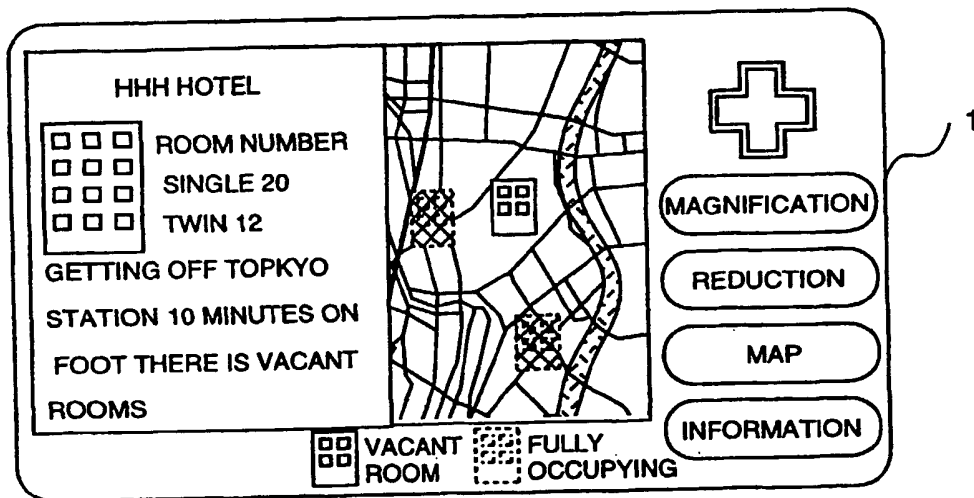 HHH HOTEL
ROOM NUMBER
SINGLE 20
TWIN 12
GETTING OFF TOPKYO
STATION 10 MINUTES ON
FOOT THERE IS VACANT
ROOMS
VACANT
ROOM
FULLY
OCCUPYING
MAGNIFICATION
REDUCTION
MAP
INFORMATION
1